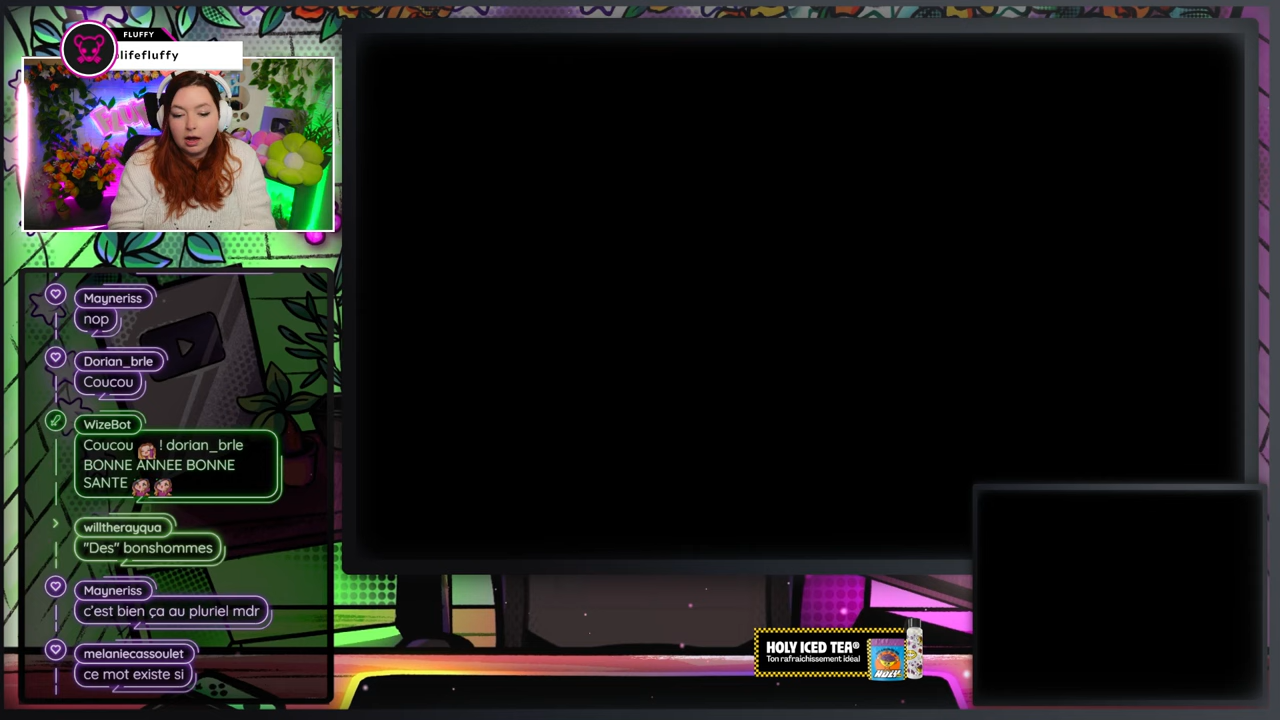 FLUFFY
lifefluffy
Mayneriss
nop
Dorian_brle
Coucou
WizeBot
Coucou ! dorian_brle
BONNE ANNEE BONNE
SANTE
willtherayqua
"Des" bonshommes
Mayneriss
c'est bien ça au pluriel mdr
melaniecassoulet
ce mot existe si
HOLY ICED TEA®
Ton rafraichissement idéal
HOLY